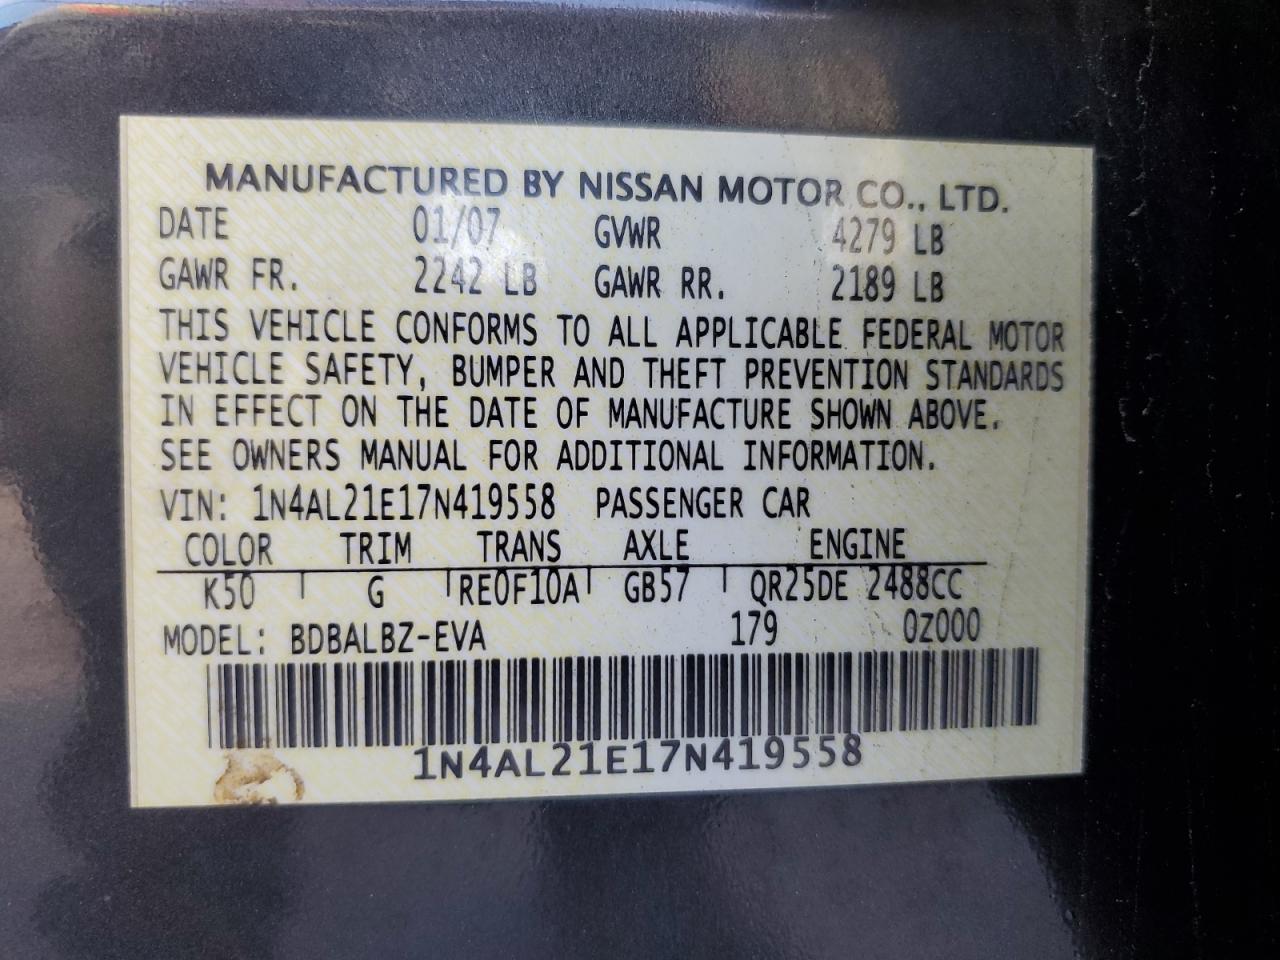 MANUFACTURED BY NISSAN MOTOR CO., LTD.
DATE 01/07 GVWR 4279 LB
GAWR FR. 2242 LB GAWR RR. 2189 LB
THIS VEHICLE CONFORMS TO ALL APPLICABLE FEDERAL MOTOR
VEHICLE SAFETY, BUMPER AND THEFT PREVENTION STANDARDS
IN EFFECT ON THE DATE OF MANUFACTURE SHOWN ABOVE.
SEE OWNERS MANUAL FOR ADDITIONAL INFORMATION.
VIN: 1N4AL21E17N419558 PASSENGER CAR
COLOR TRIM TRANS AXLE ENGINE
K50 G RE0F10A GB57 QR25DE 2488CC
MODEL: BDBALBZ-EVA 179 0Z000
1N4AL21E17N419558